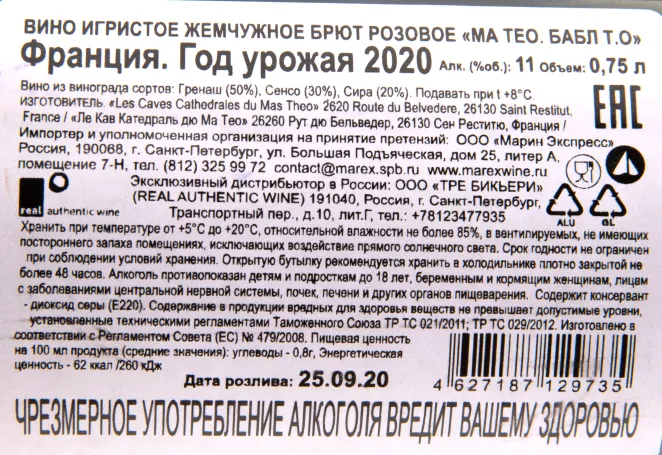 ВИНО ИГРИСТОЕ ЖЕМЧУЖНОЕ БРЮТ РОЗОВОЕ «МА ТЕО. БАБЛ Т.О»
Франция. Год урожая 2020 Алк. (%об.): 11 Объем: 0,75 л
Вино из винограда сортов: Гренаш (50%), Сенсо (30%), Сира (20%). Подавать при t +8°C.
изготовитель. «Les Caves Cathedrales du Mas Theo» 2620 Route du Belvedere, 26130 Saint Restitut,
France / «Ле Кав Катедраль дю Ма Тео» 26260 Рут дю Бельведер, 26130 Сен Реститю, Франция /
EAC
Импортер и уполномоченная организация на принятие претензий: ООО «Марин Экспресс»
Россия, 190068, г. Санкт-Петербург, ул. Большая Подъяческая, дом 25, литер А,
помещение 7-Н, тел. (812) 325 99 72 contact@marex.spb.ru www.marexwine.ru
Эксклюзивный дистрибьютор в России: ООО «ТРЕ БИКЬЕРИ»
(REAL AUTHENTIC WINE) 191040, Россия, г. Санкт-Петербург,
Транспортный пер., д.10, лит.Г, тел.: +78123477935
real authentic wine
ALU GL
Хранить при температуре от +5°C до +20°C, относительной влажности не более 85%, в вентилируемых, не имеющих
постороннего запаха помещениях, исключающих воздействие прямого солнечного света. Срок годности не ограничен
при соблюдении условий хранения. Открытую бутылку рекомендуется хранить в холодильнике плотно закрытой не
более 48 часов. Алкоголь противопоказан детям и подросткам до 18 лет, беременным и кормящим женщинам, лицам
с заболеваниями центральной нервной системы, почек, печени и других органов пищеварения. Содержит консервант
- диоксид серы (E220). Содержание в продукции вредных для здоровья веществ не превышает допустимые уровни,
установленные техническими регламентами Таможенного Союза ТР ТС 021/2011; ТР ТС 029/2012. Изготовлено в
соответствии с Регламентом Совета (ЕС) № 479/2008. Пищевая ценность
на 100 мл продукта (средние значения): углеводы - 0,8г, Энергетическая
ценность - 62 ккал /260 кДж
Дата розлива: 25.09.20
4 627187 129735
ЧРЕЗМЕРНОЕ УПОТРЕБЛЕНИЕ АЛКОГОЛЯ ВРЕДИТ ВАШЕМУ ЗДОРОВЬЮ